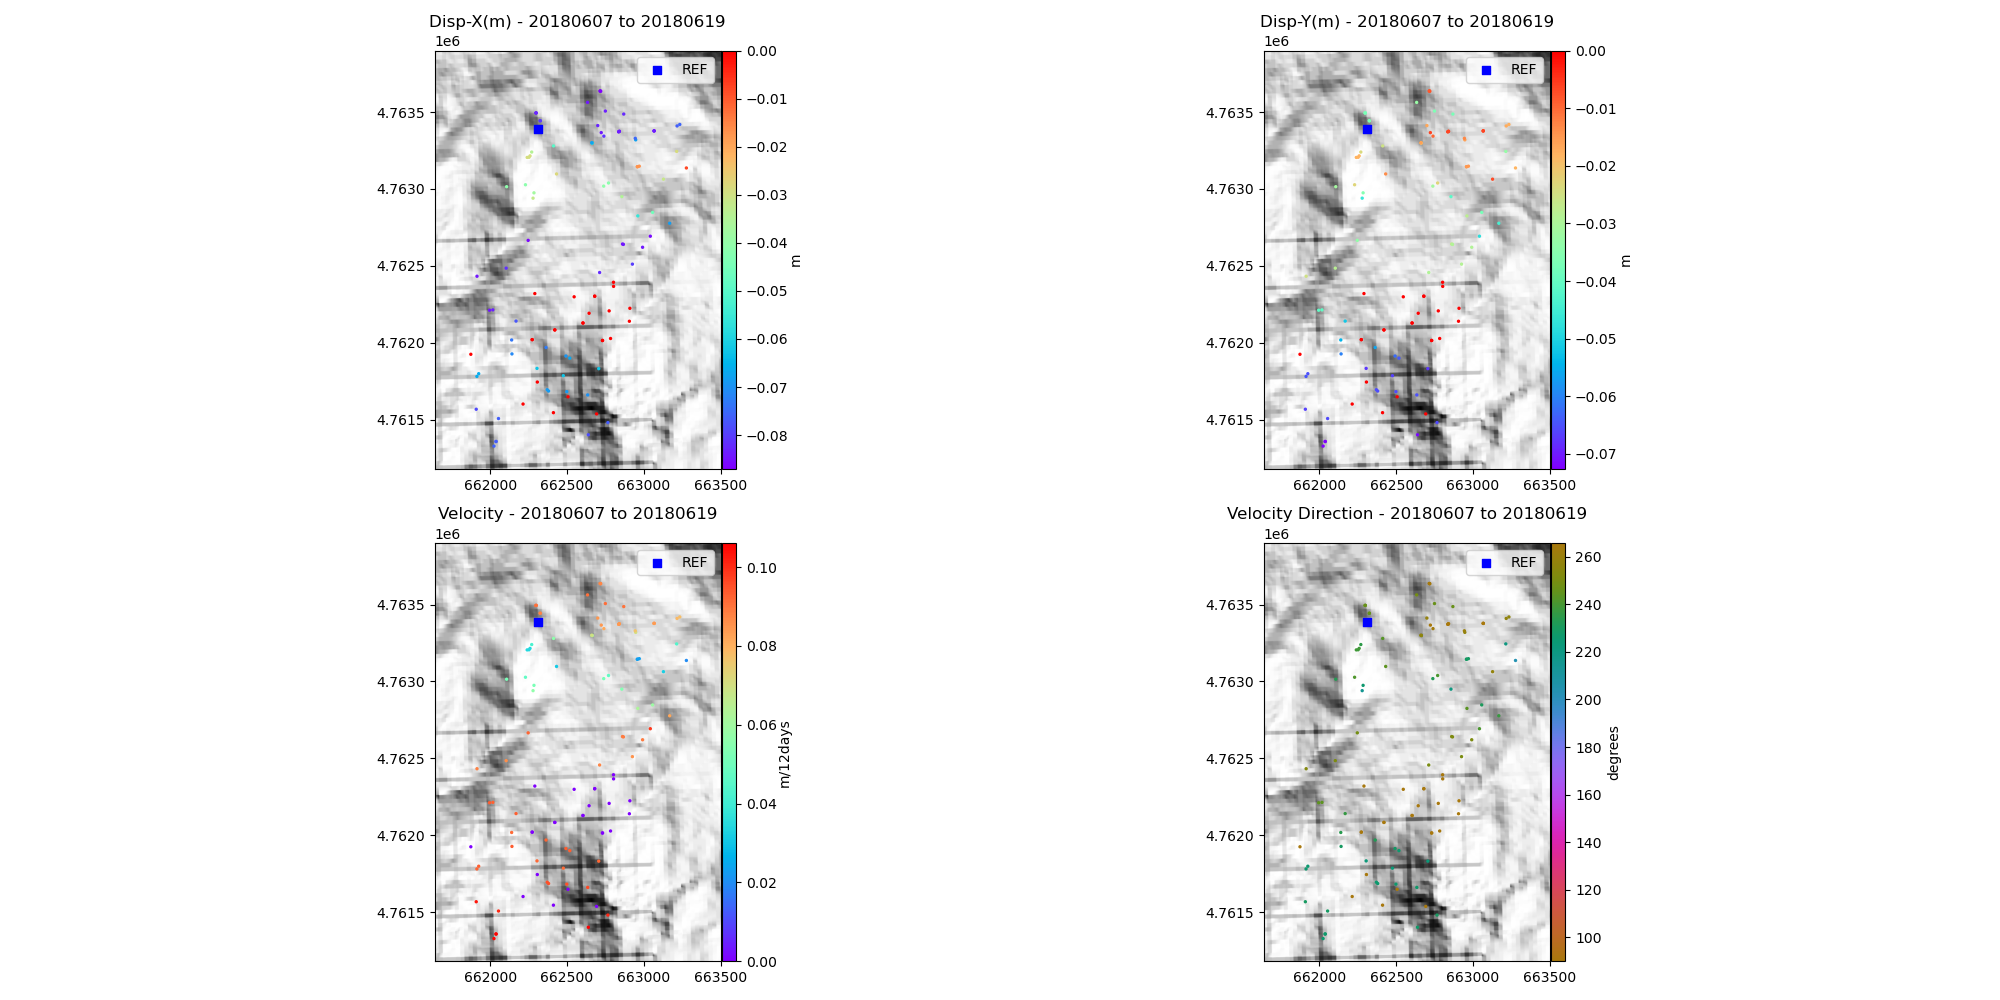 Disp-X(m) - 20180607 to 20180619
1e6
REF
4.7635
4.7630
4.7625
4.7620
4.7615
662000 662500 663000 663500
0.00
−0.01
−0.02
−0.03
−0.04
−0.05
−0.06
−0.07
−0.08
m
Disp-Y(m) - 20180607 to 20180619
1e6
REF
4.7635
4.7630
4.7625
4.7620
4.7615
662000 662500 663000 663500
0.00
−0.01
−0.02
−0.03
−0.04
−0.05
−0.06
−0.07
m
Velocity - 20180607 to 20180619
1e6
REF
4.7635
4.7630
4.7625
4.7620
4.7615
662000 662500 663000 663500
0.10
0.08
0.06
0.04
0.02
0.00
m/12days
Velocity Direction - 20180607 to 20180619
1e6
REF
4.7635
4.7630
4.7625
4.7620
4.7615
662000 662500 663000 663500
260
240
220
200
180
160
140
120
100
degrees